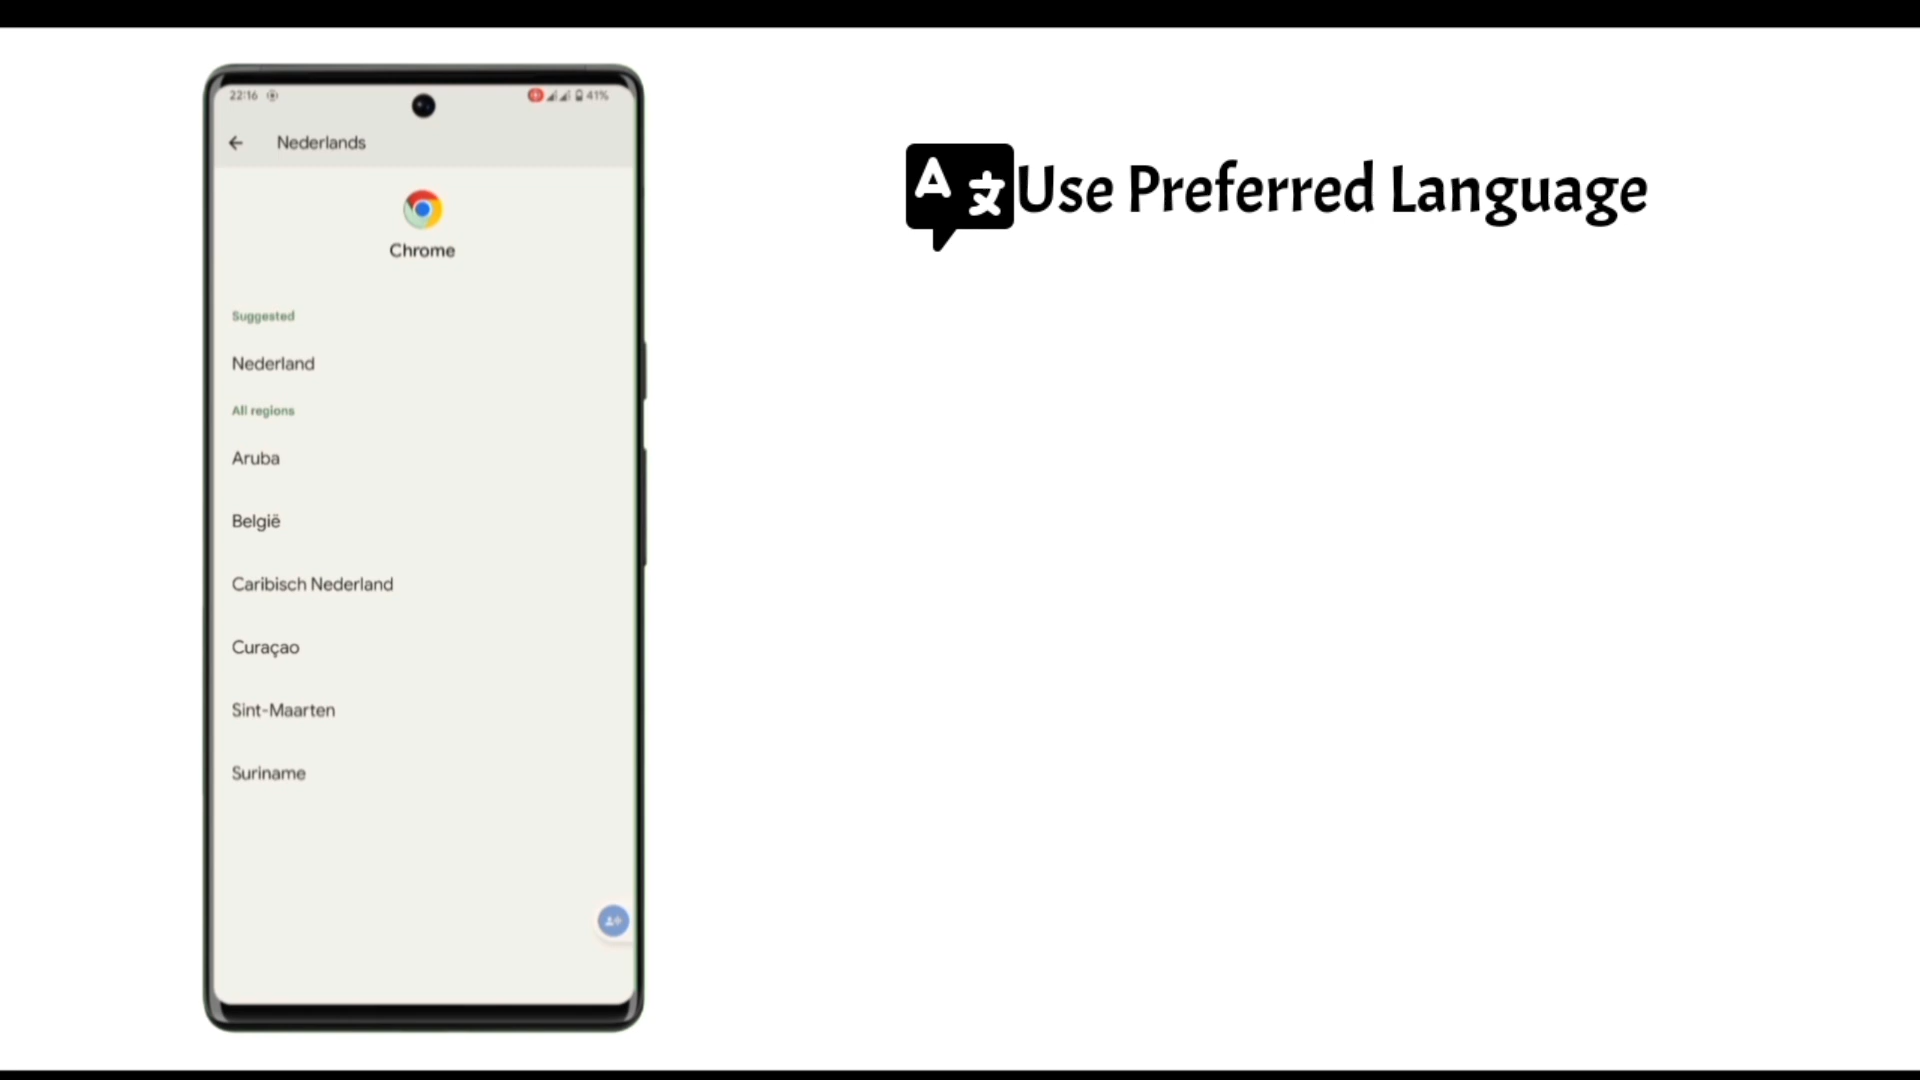 22:16
41%
Nederlands
Chrome
Suggested
Nederland
All regions
Aruba
België
Caribisch Nederland
Curaçao
Sint-Maarten
Suriname
A 文 Use Preferred Language